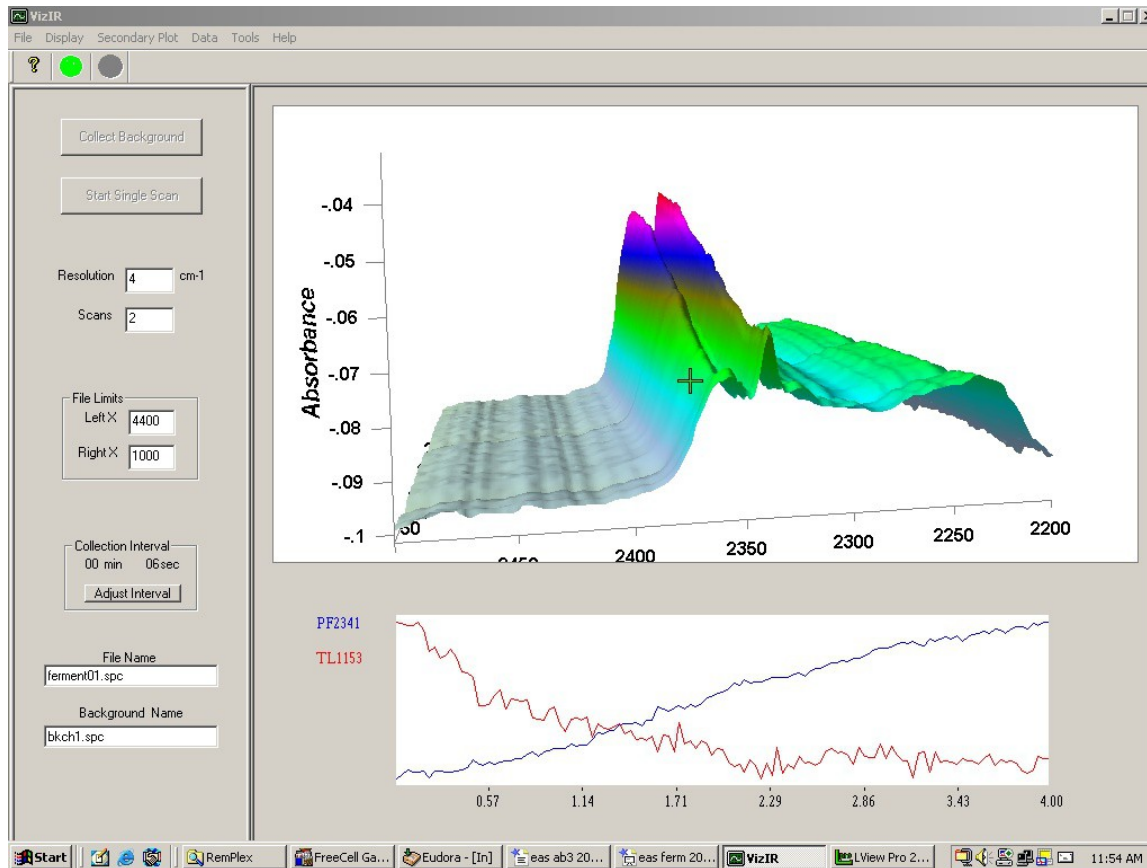 VizIR
File Display Secondary Plot Data Tools Help
?
Collect Background
Start Single Scan
Resolution 4 cm-1
Scans 2
File Limits
Left X 4400
Right X 1000
Collection Interval
00 min 06sec
Adjust Interval
File Name
ferment01.spc
Background Name
bkch1.spc
Absorbance
-.04
-.05
-.06
-.07
-.08
-.09
-.1
2450
2400
2350
2300
2250
2200
PF2341
TL1153
0.57 1.14 1.71 2.29 2.86 3.43 4.00
Start RemPlex FreeCell Ga... Eudora - [In] eas ab3 20... eas ferm 20... VizIR LView Pro 2... 1:54 AM